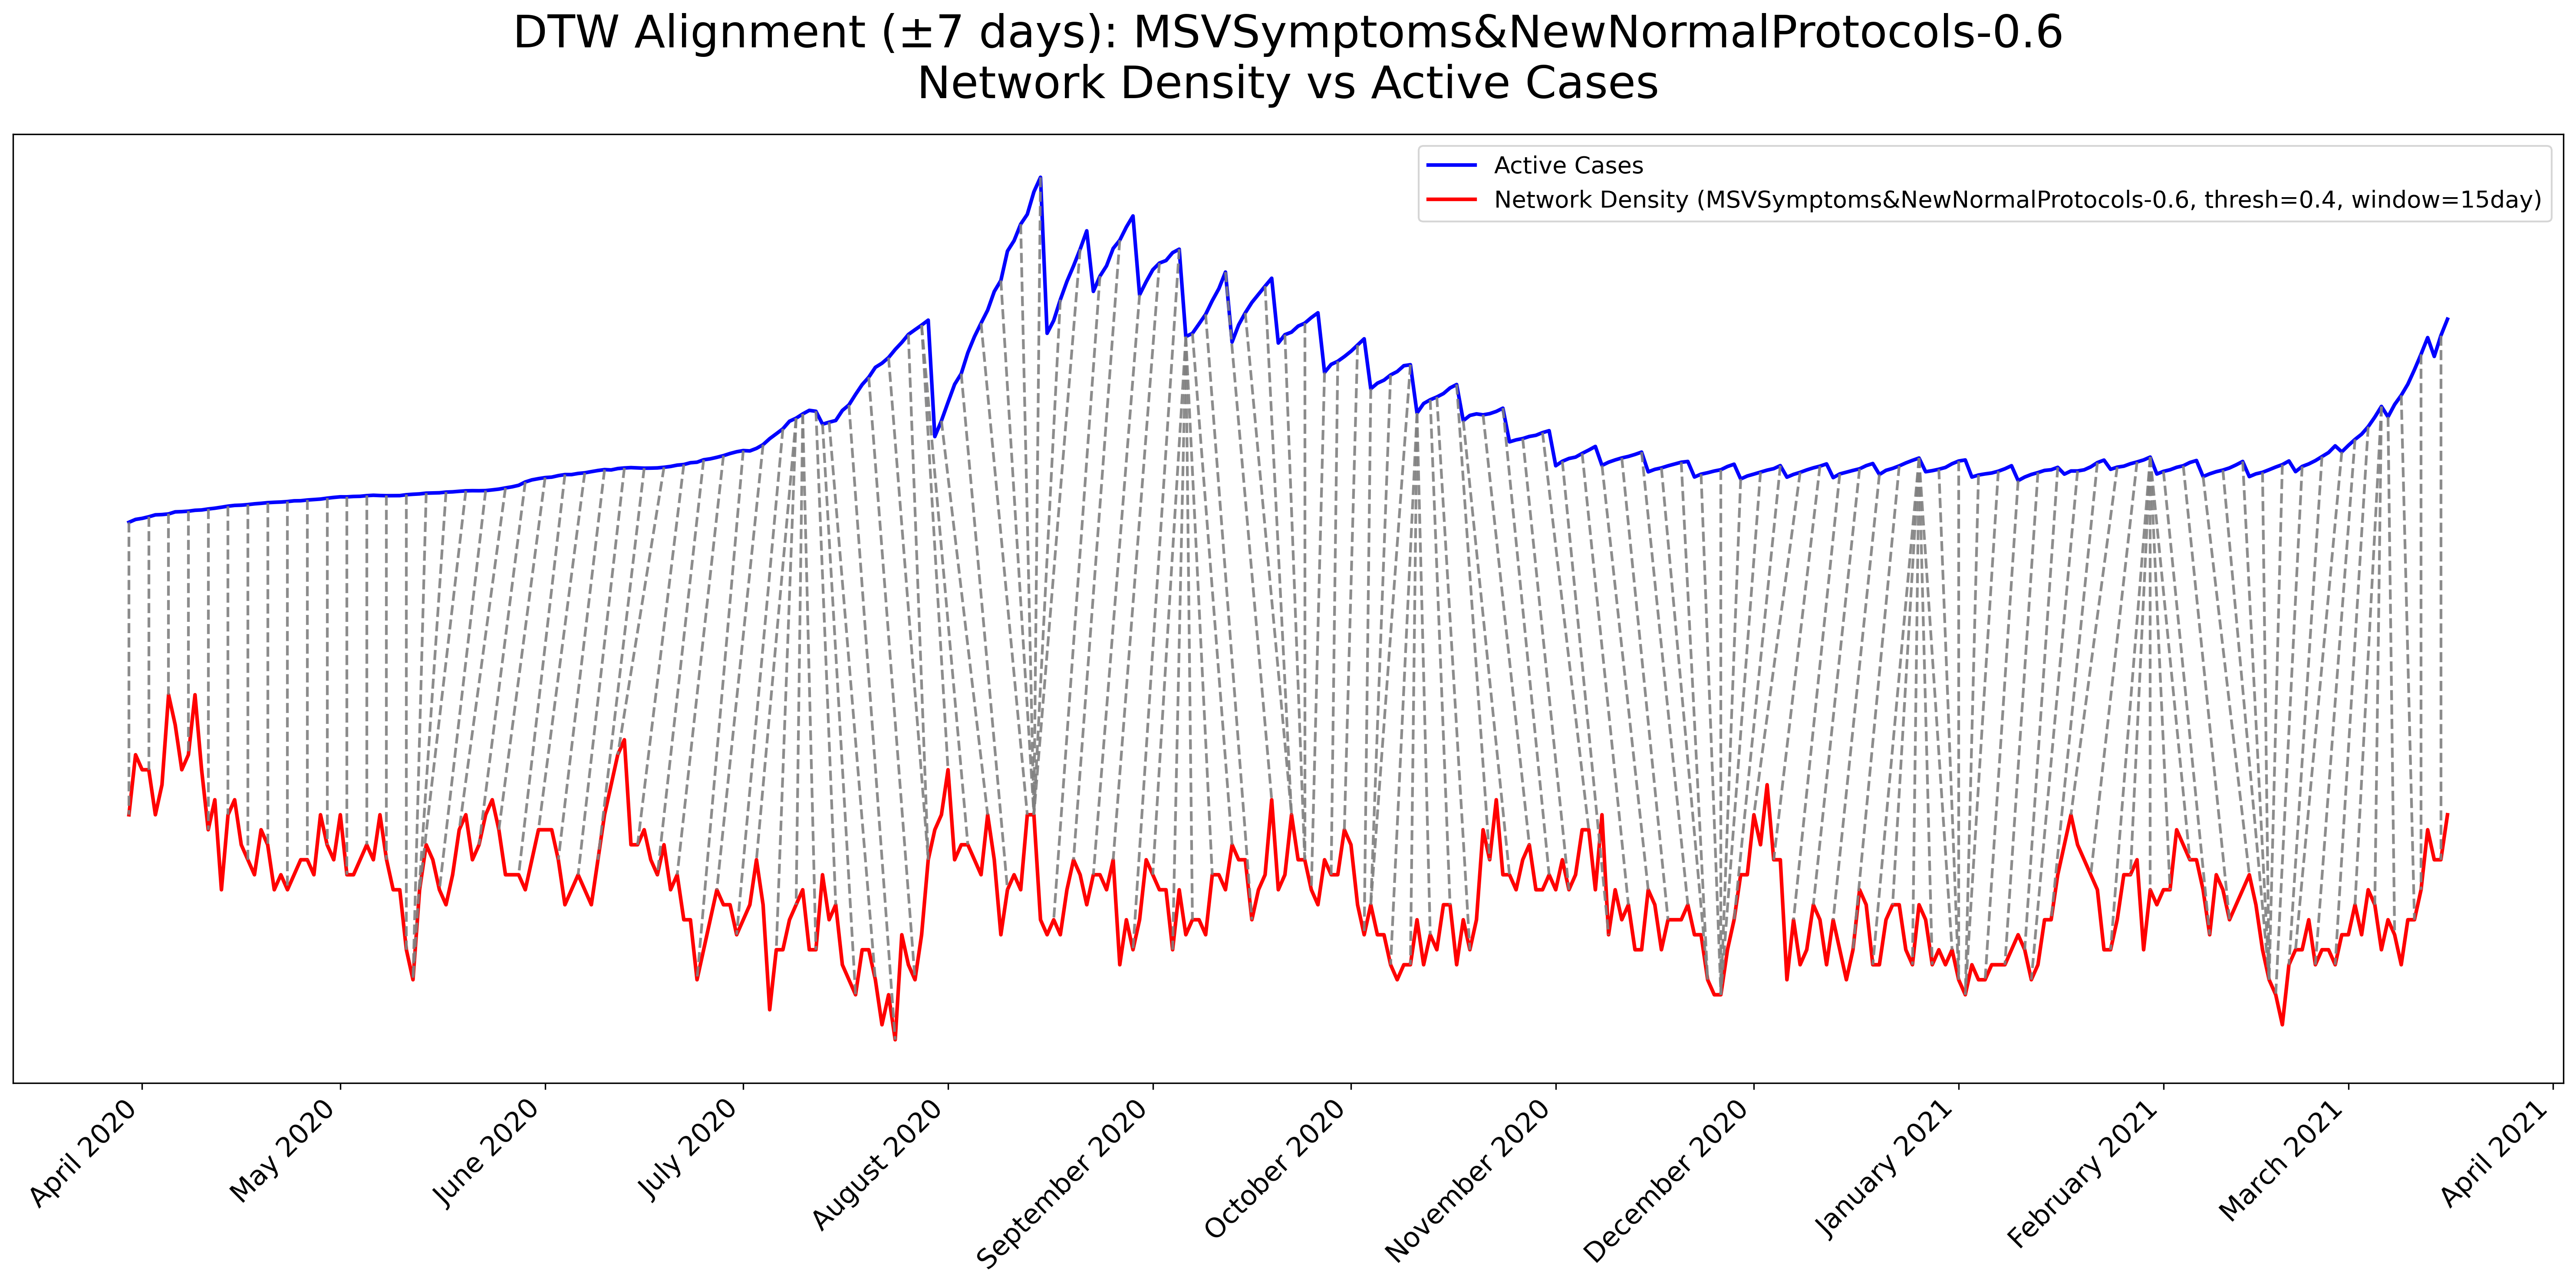 DTW Alignment (±7 days): MSVSymptoms&NewNormalProtocols-0.6
Network Density vs Active Cases
Active Cases
Network Density (MSVSymptoms&NewNormalProtocols-0.6, thresh=0.4, window=15day)
April 2020
May 2020
June 2020
July 2020
August 2020
September 2020
October 2020
November 2020
December 2020
January 2021
February 2021
March 2021
April 2021